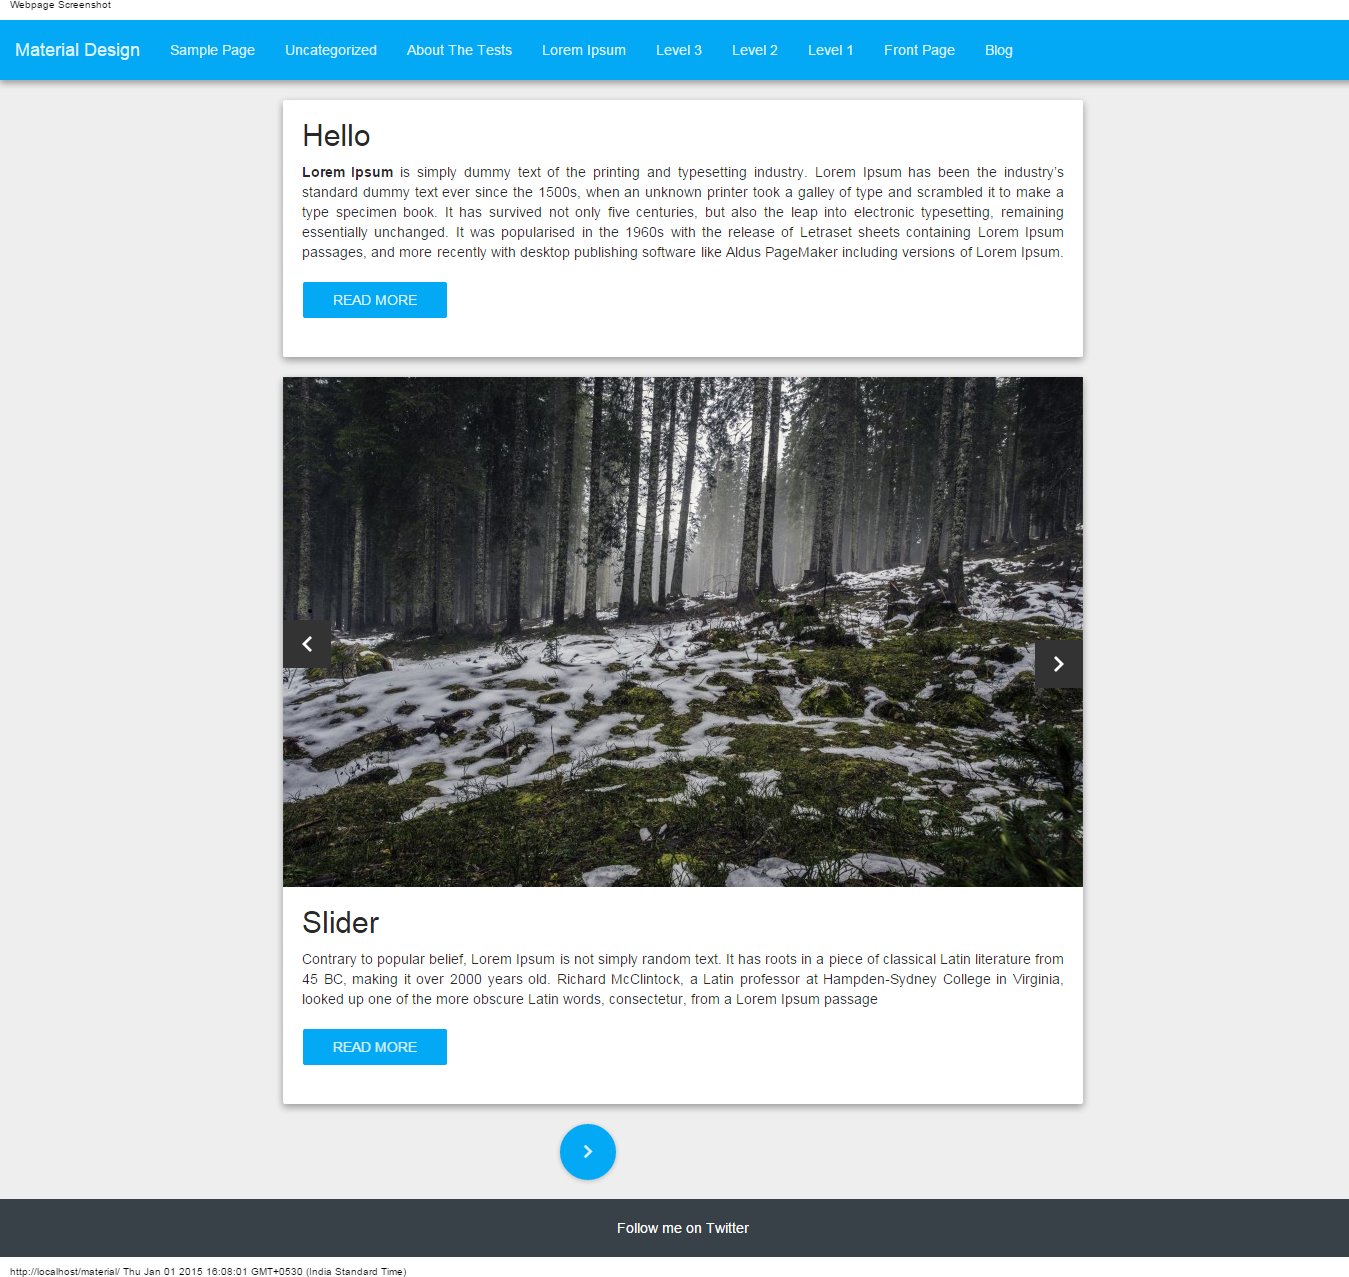 Webpage Screenshot
Material Design Sample Page Uncategorized About The Tests Lorem Ipsum Level 3 Level 2 Level 1 Front Page Blog
Hello
Lorem Ipsum is simply dummy text of the printing and typesetting industry. Lorem Ipsum has been the industry's
standard dummy text ever since the 1500s, when an unknown printer took a galley of type and scrambled it to make a
type specimen book. It has survived not only five centuries, but also the leap into electronic typesetting, remaining
essentially unchanged. It was popularised in the 1960s with the release of Letraset sheets containing Lorem Ipsum
passages, and more recently with desktop publishing software like Aldus PageMaker including versions of Lorem Ipsum.
READ MORE
Slider
Contrary to popular belief, Lorem Ipsum is not simply random text. It has roots in a piece of classical Latin literature from
45 BC, making it over 2000 years old. Richard McClintock, a Latin professor at Hampden-Sydney College in Virginia,
looked up one of the more obscure Latin words, consectetur, from a Lorem Ipsum passage
READ MORE
Follow me on Twitter
http://localhost/material/ Thu Jan 01 2015 16:08:01 GMT+0530 (India Standard Time)